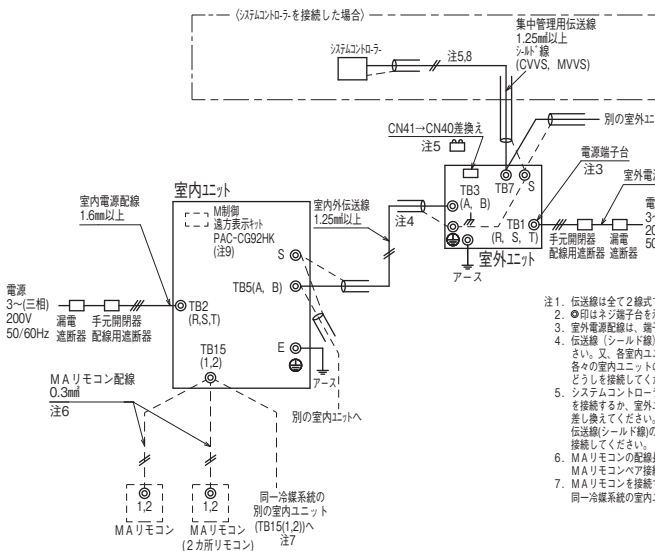 〈システムコントローラーを接続した場合〉
システムコントローラー
注5,8
集中管理用伝送線
1.25㎟以上
シールド線
(CVVS, MVVS)
CN41→CN40差換え
注5
別の室外ユニ
電源端子台
注3
TB3
(A, B)
TB7
S
室外電源
TB1
(R, S, T)
手元開閉器
配線用遮断器
漏電
遮断器
電
3~
20
50
注4
室外ユニット
アース
室内電源配線
1.6㎜以上
室内ユニット
M制御
遠方表示キット
PAC-CG92HK
(注9)
室内外伝送線
1.25㎟以上
S
TB5(A, B)
電源
3~(三相)
200V
50/60Hz
漏電
遮断器
手元開閉器
配線用遮断器
TB2
(R,S,T)
TB15
(1,2)
E
アース
別の室内ユニットへ
MAリモコン配線
0.3㎟
注6
1,2
MAリモコン
1,2
MAリモコン
(2カ所リモコン)
同一冷媒系統の
別の室内ユニット
(TB15(1,2))へ
注7
注1. 伝送線は全て2線式で
2. ◎印はネジ端子台を示
3. 室外電源配線は、端子
4. 伝送線(シールド線)
さい。又、各室内ユニ
各々の室内ユニットの
どうしを接続してくだ
5. システムコントローラ
を接続するか、室外ユ
差し換えてください。
伝送線(シールド線)の
接続してください。
6. MAリモコンの配線長
MAリモコンペア接続
7. MAリモコンを接続す
同一冷媒系統の室内ユ